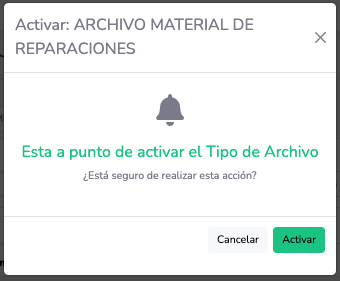 Activar: ARCHIVO MATERIAL DE
REPARACIONES
Esta a punto de activar el Tipo de Archivo
¿Está seguro de realizar esta acción?
Cancelar
Activar